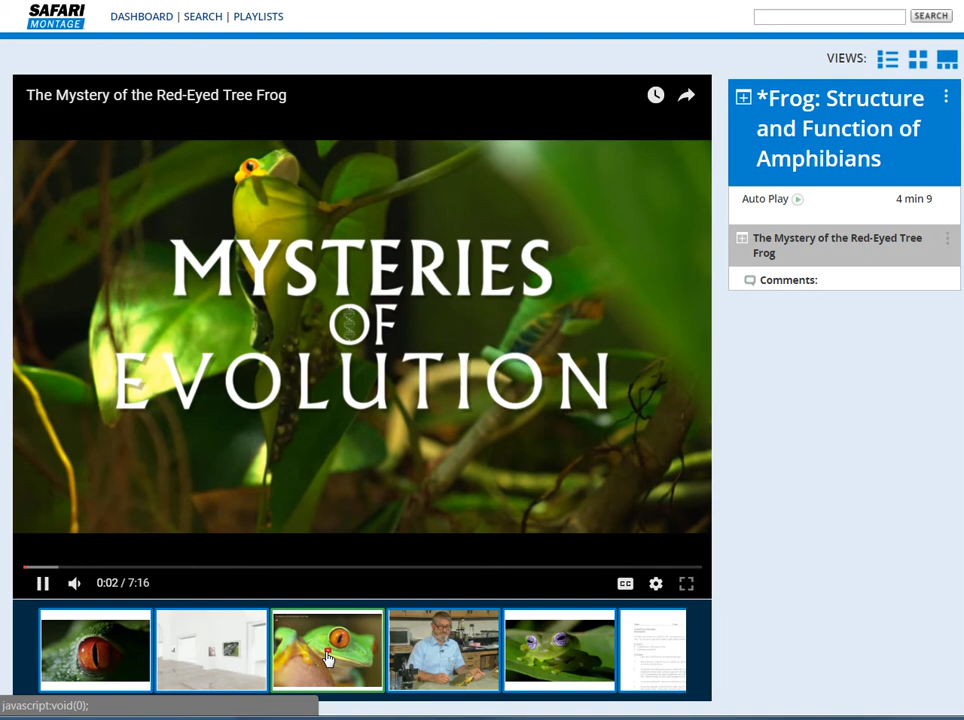 SAFARI
MONTAGE
DASHBOARD | SEARCH | PLAYLISTS
SEARCH
VIEWS:
The Mystery of the Red-Eyed Tree Frog
*Frog: Structure
and Function of
Amphibians
Auto Play
4 min 9
The Mystery of the Red-Eyed Tree
Frog
Comments:
MYSTERIES
OF
EVOLUTION
0:02 / 7:16
CC
javascript:void(0);